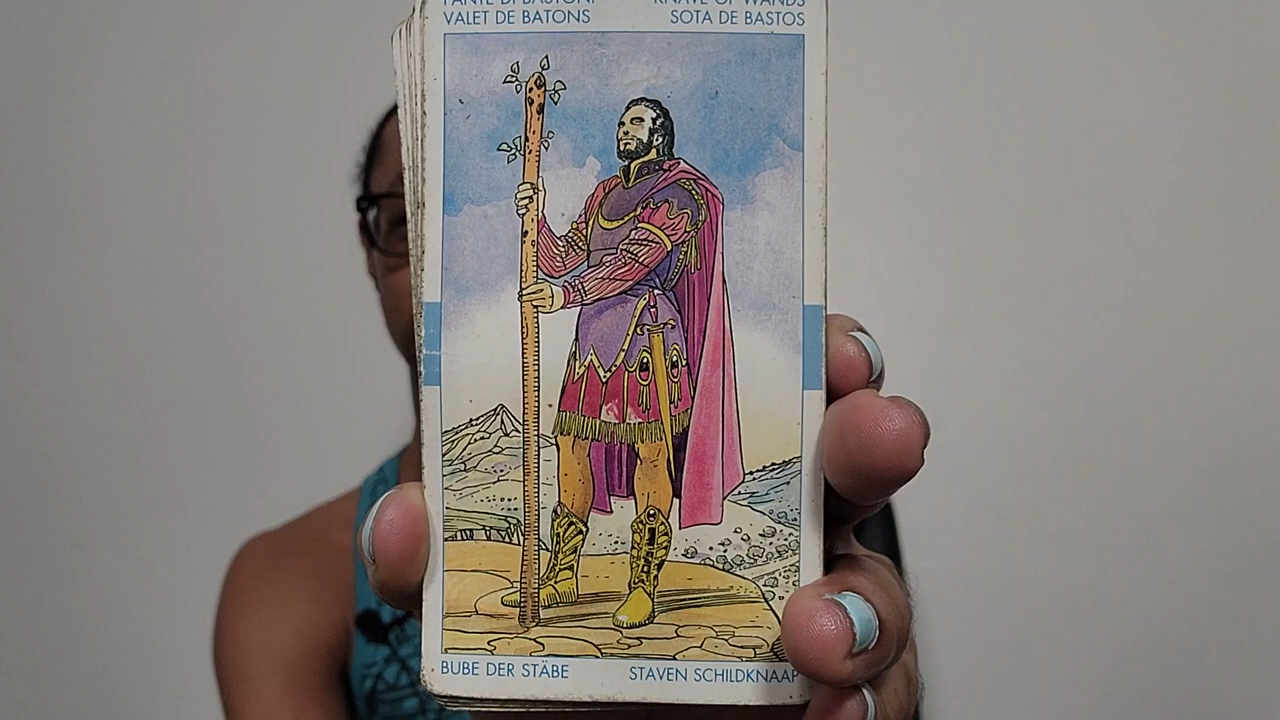 FANTE DI BASTONI KNAVE OF WANDS
VALET DE BATONS SOTA DE BASTOS
BUBE DER STÄBE STAVEN SCHILDKNAAP